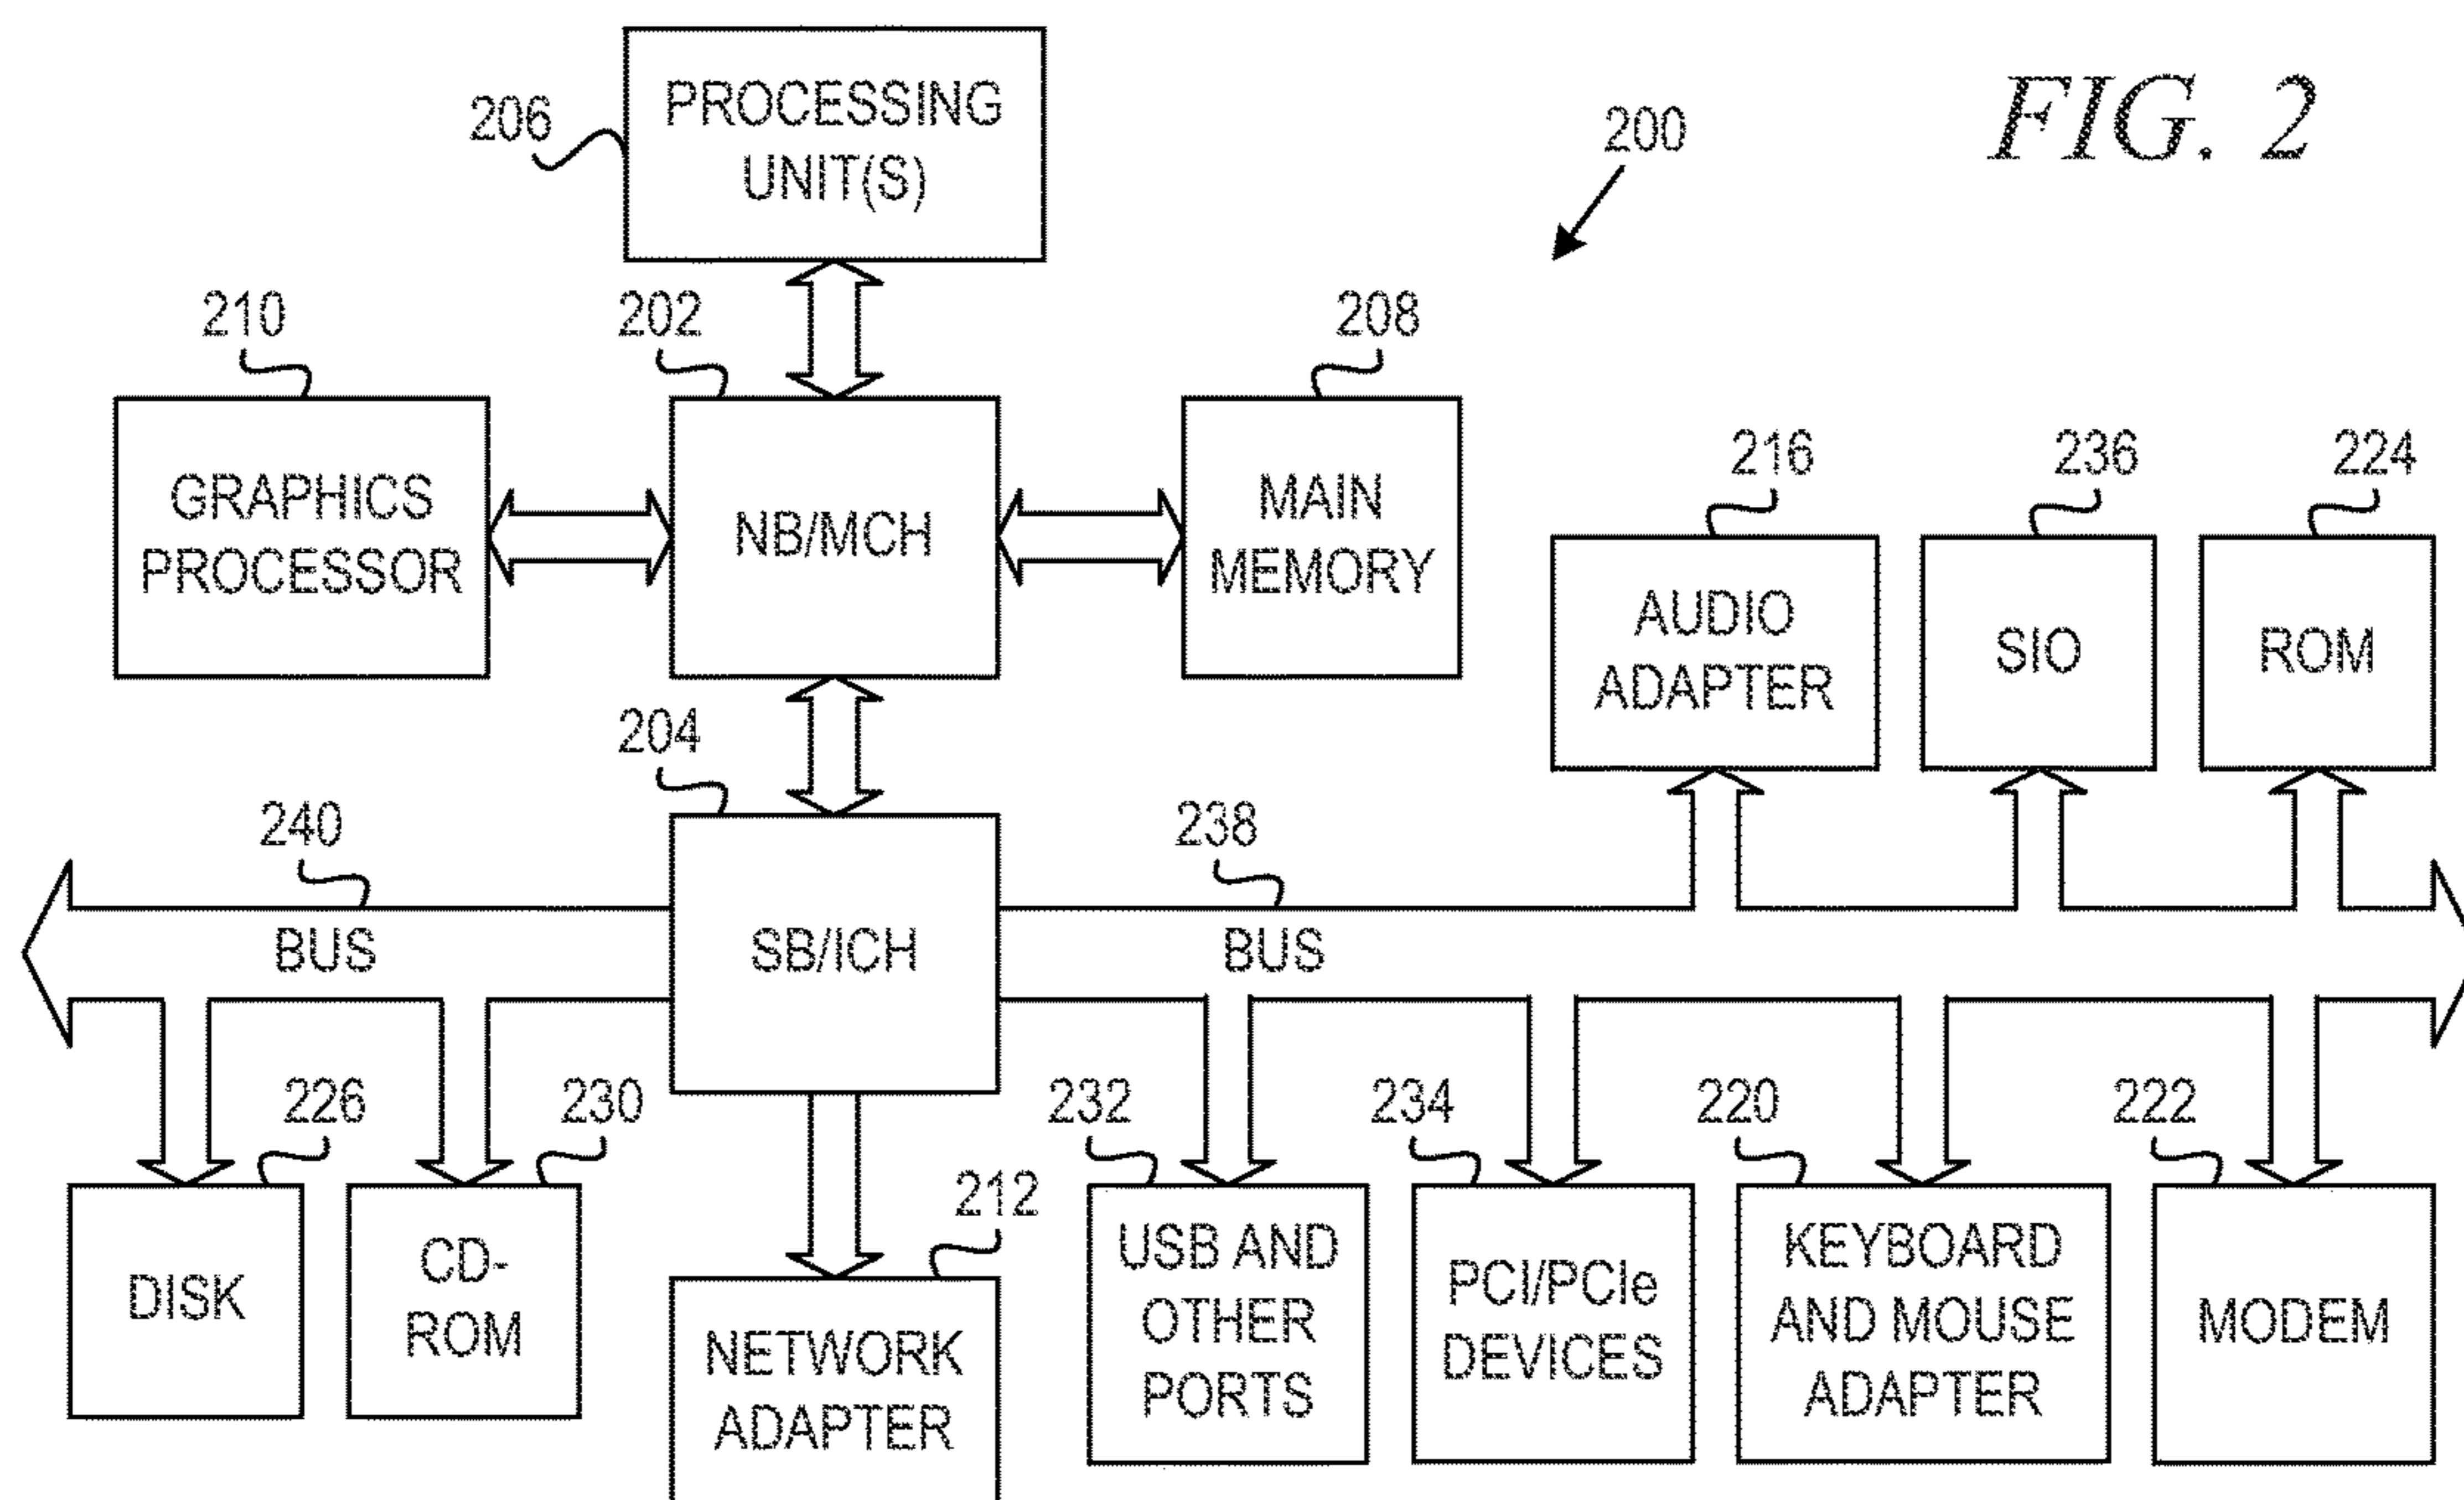 FIG. 2
200
206
PROCESSING
UNIT(S)
210
202
208
GRAPHICS
PROCESSOR
NB/MCH
MAIN
MEMORY
216
236
224
AUDIO
ADAPTER
SIO
ROM
204
240
238
BUS
SB/ICH
BUS
226
230
212
232
234
220
222
DISK
CD-
ROM
NETWORK
ADAPTER
USB AND
OTHER
PORTS
PCI/PCIe
DEVICES
KEYBOARD
AND MOUSE
ADAPTER
MODEM